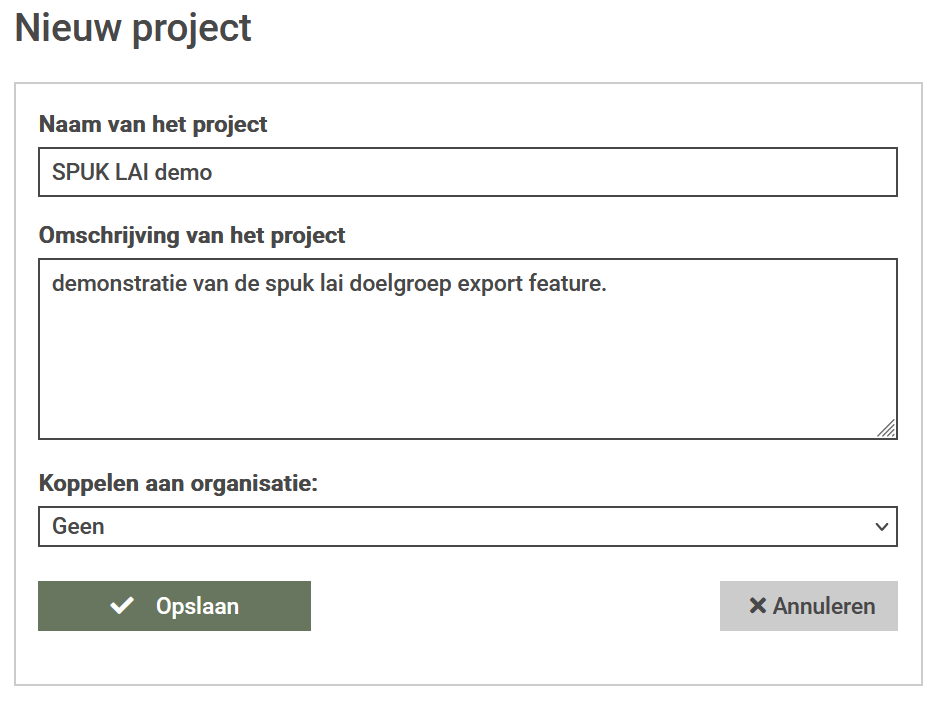 Nieuw project
Naam van het project
SPUK LAI demo
Omschrijving van het project
demonstratie van de spuk lai doelgroep export feature.
Koppelen aan organisatie:
Geen
Opslaan
Annuleren